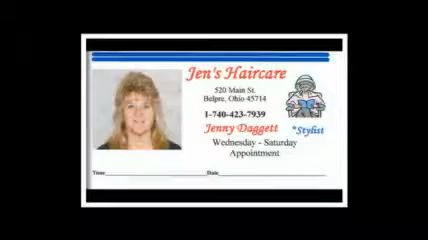 Jen's Haircare
520 Main St.
Belpre, Ohio 45714
1-740-423-7939
Jenny Daggett
*Stylist
Wednesday - Saturday
Appointment
Time Date